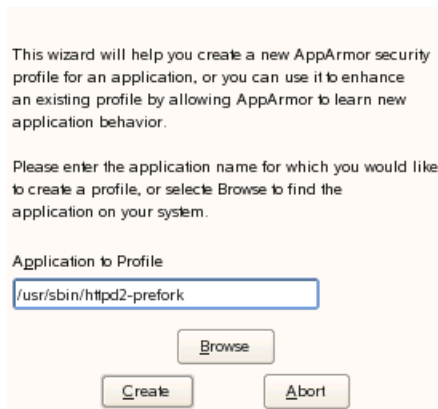 This wizard will help you create a new AppArmor security
profile for an application, or you can use it to enhance
an existing profile by allowing AppArmor to learn new
application behavior.
Please enter the application name for which you would like
to create a profile, or selecte Browse to find the
application on your system.
Application to Profile
/usr/sbin/httpd2-prefork
Browse
Create
Abort